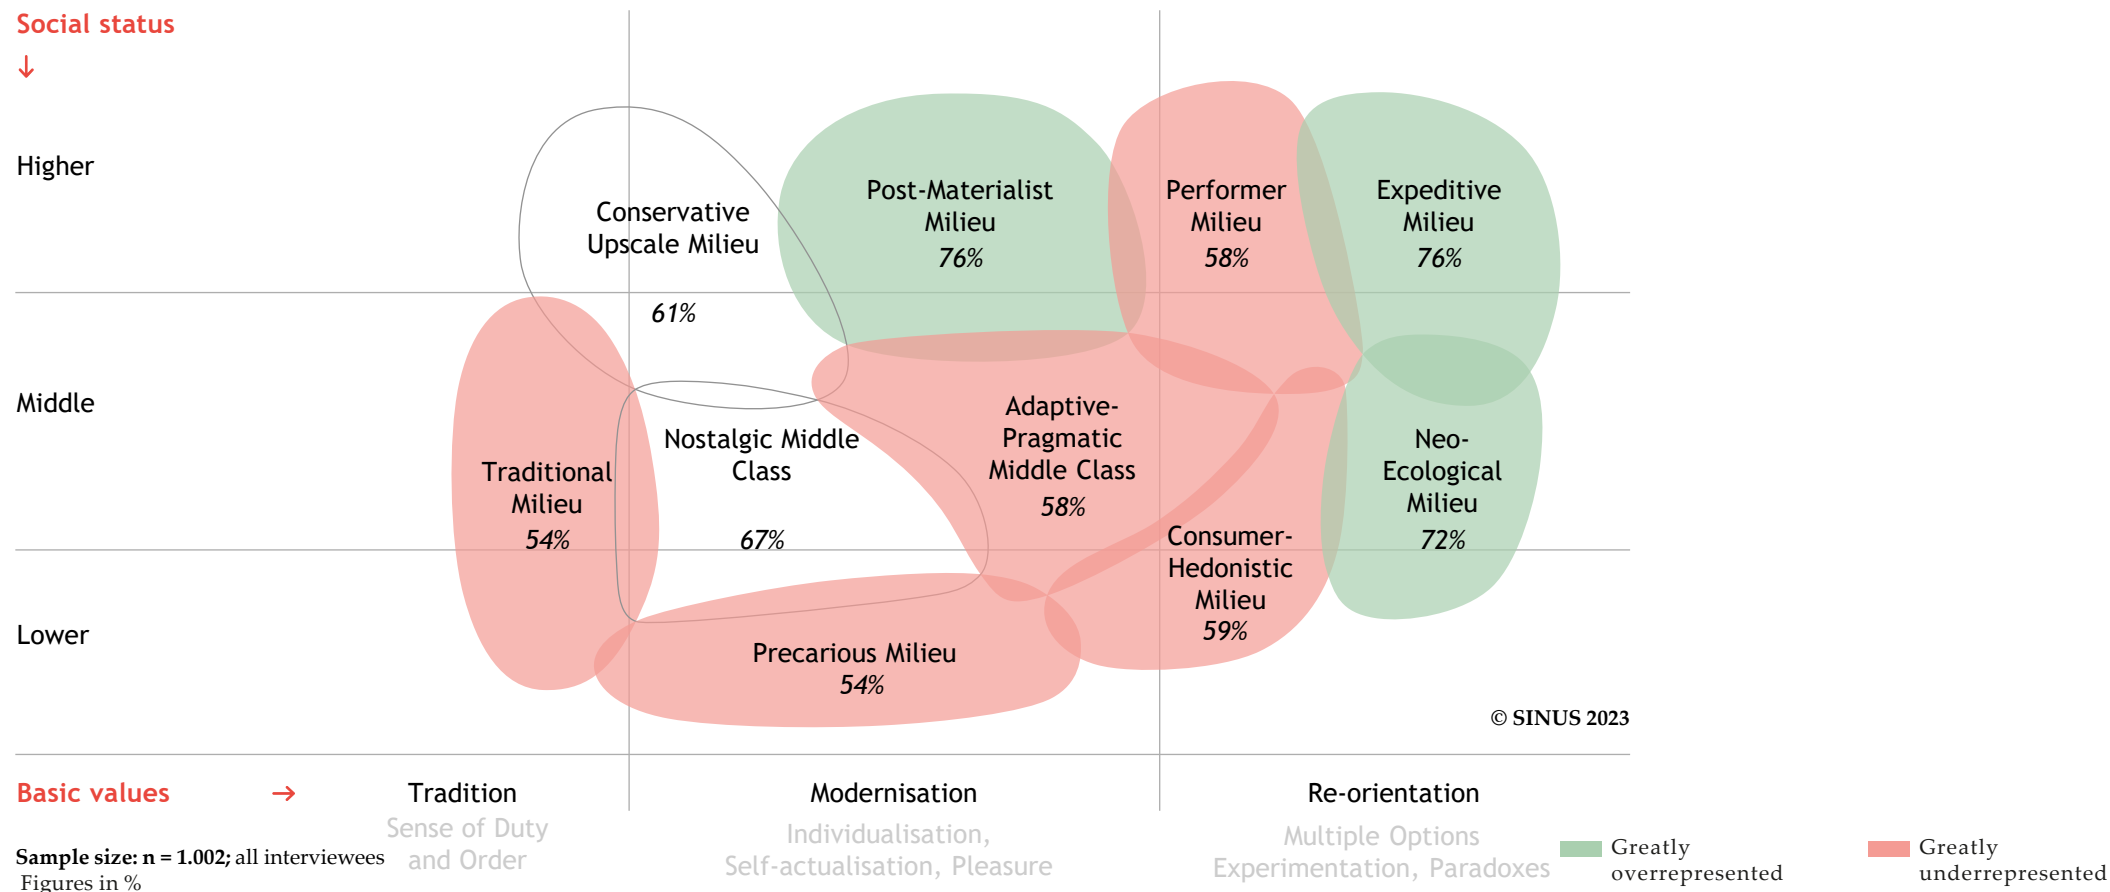 Social status
↓
Higher
Conservative
Upscale Milieu
61%
Post-Materialist
Milieu
76%
Performer
Milieu
58%
Expeditive
Milieu
76%
Middle
Traditional
Milieu
54%
Nostalgic Middle
Class
67%
Adaptive-
Pragmatic
Middle Class
58%
Neo-
Ecological
Milieu
72%
Consumer-
Hedonistic
Milieu
59%
Lower
Precarious Milieu
54%
© SINUS 2023
Basic values →
Tradition
Sense of Duty
and Order
Modernisation
Individualisation,
Self-actualisation, Pleasure
Re-orientation
Multiple Options
Experimentation, Paradoxes
Sample size: n = 1.002; all interviewees
Figures in %
Greatly
overrepresented
Greatly
underrepresented